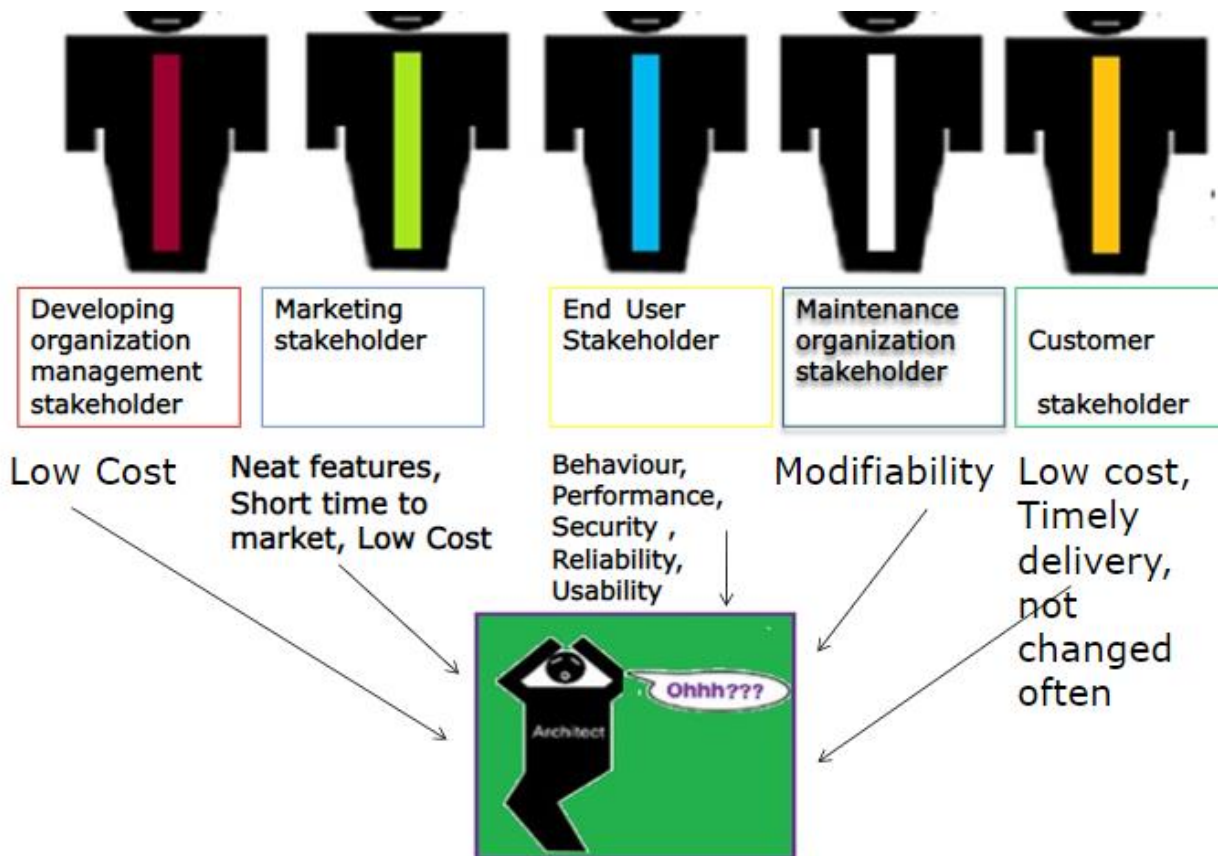 Developing
organization
management
stakeholder
Marketing
stakeholder
End User
Stakeholder
Maintenance
organization
stakeholder
Customer
stakeholder
Low Cost
Neat features,
Short time to
market, Low Cost
Behaviour,
Performance,
Security ,
Reliability,
Usability
Modifiability
Low cost,
Timely
delivery,
not
changed
often
Ohhh???
Architect